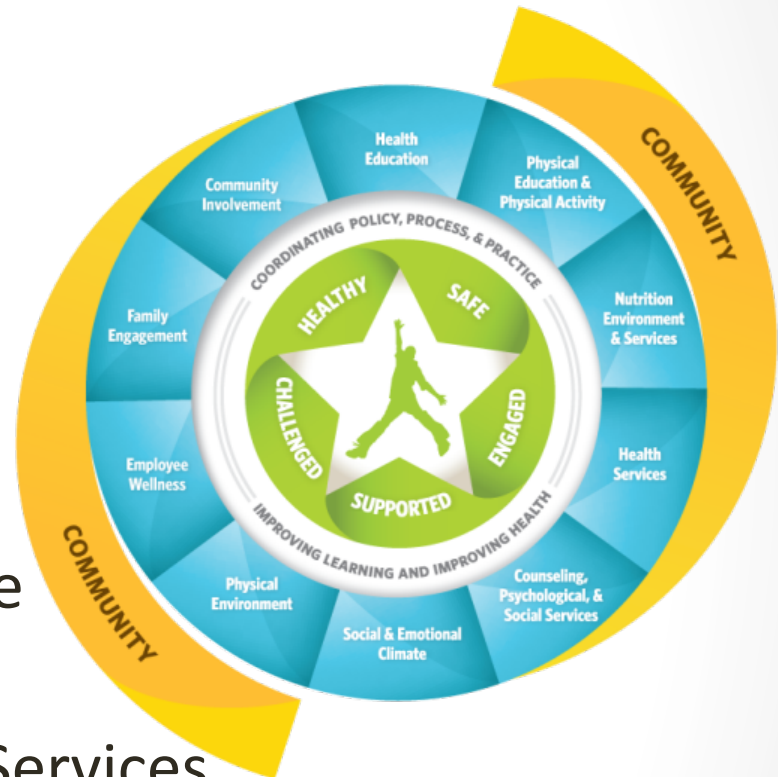 COMMUNITY
Health
Education
Physical
Education &
Physical Activity
Nutrition
Environment
& Services
Health
Services
Counseling,
Psychological, &
Social Services
Social & Emotional
Climate
Physical
Environment
Employee
Wellness
Family
Engagement
Community
Involvement
COORDINATING POLICY, PROCESS, & PRACTICE
IMPROVING LEARNING AND IMPROVING HEALTH
HEALTHY
SAFE
ENGAGED
SUPPORTED
CHALLENGED
COMMUNITY
e
Services